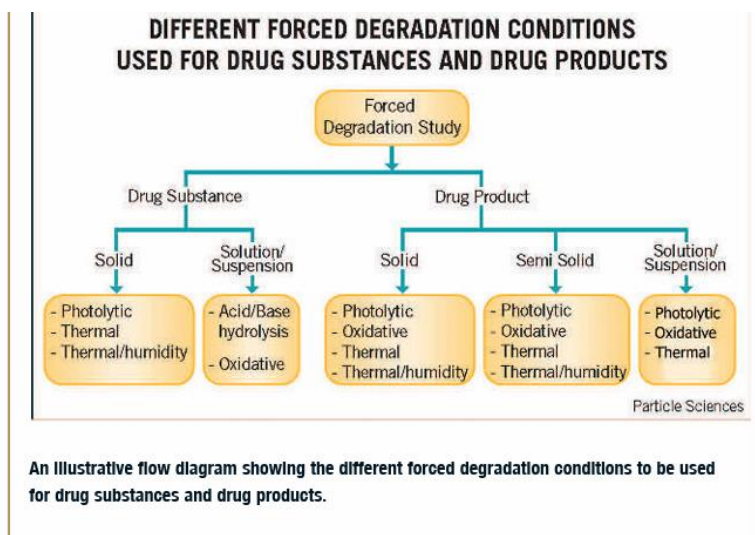 DIFFERENT FORCED DEGRADATION CONDITIONS
USED FOR DRUG SUBSTANCES AND DRUG PRODUCTS
Forced
Degradation Study
Drug Substance
Drug Product
Solid
Solution/
Suspension
Solid
Semi Solid
Solution/
Suspension
- Photolytic
- Thermal
- Thermal/humidity
- Acid/Base
hydrolysis
- Oxidative
- Photolytic
- Oxidative
- Thermal
- Thermal/humidity
- Photolytic
- Oxidative
- Thermal
- Thermal/humidity
- Photolytic
- Oxidative
- Thermal
Particle Sciences
An illustrative flow diagram showing the different forced degradation conditions to be used
for drug substances and drug products.